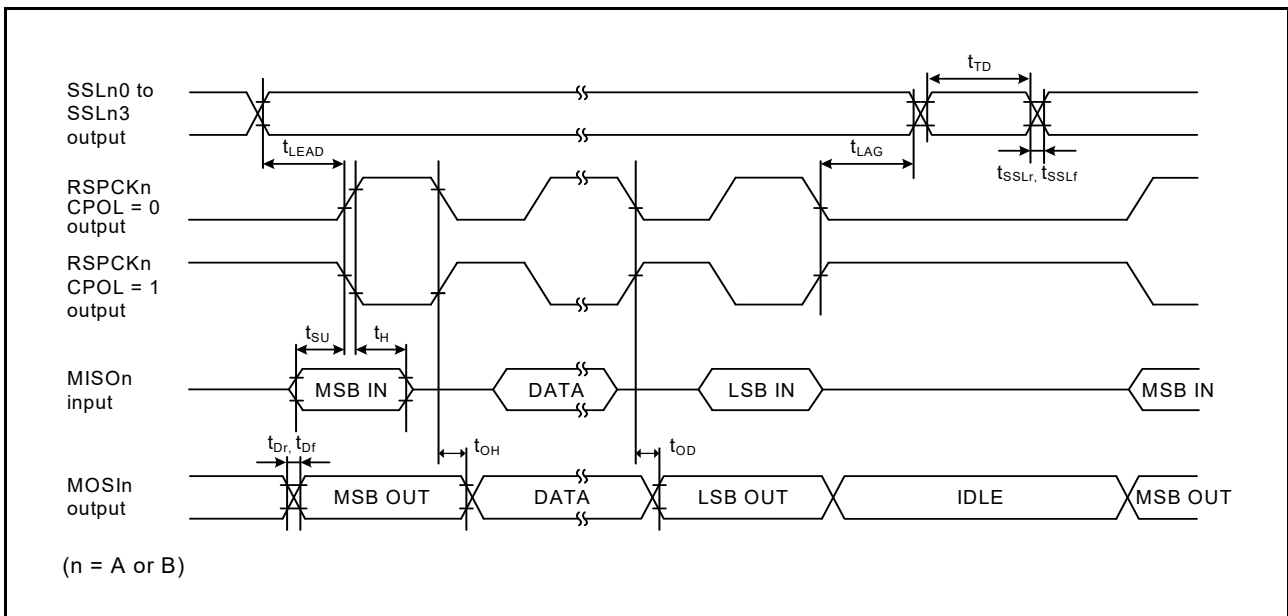 SSLn0 to
SSLn3
output
tTD
tLEAD
tLAG
tSSLr, tSSLf
RSPCKn
CPOL = 0
output
RSPCKn
CPOL = 1
output
tSU
tH
MISOn
input
MSB IN
DATA
LSB IN
MSB IN
tDr, tDf
tOH
tOD
MOSIn
output
MSB OUT
DATA
LSB OUT
IDLE
MSB OUT
(n = A or B)